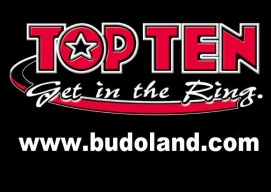 TOP TEN
Get in the Ring.
www.budoland.com